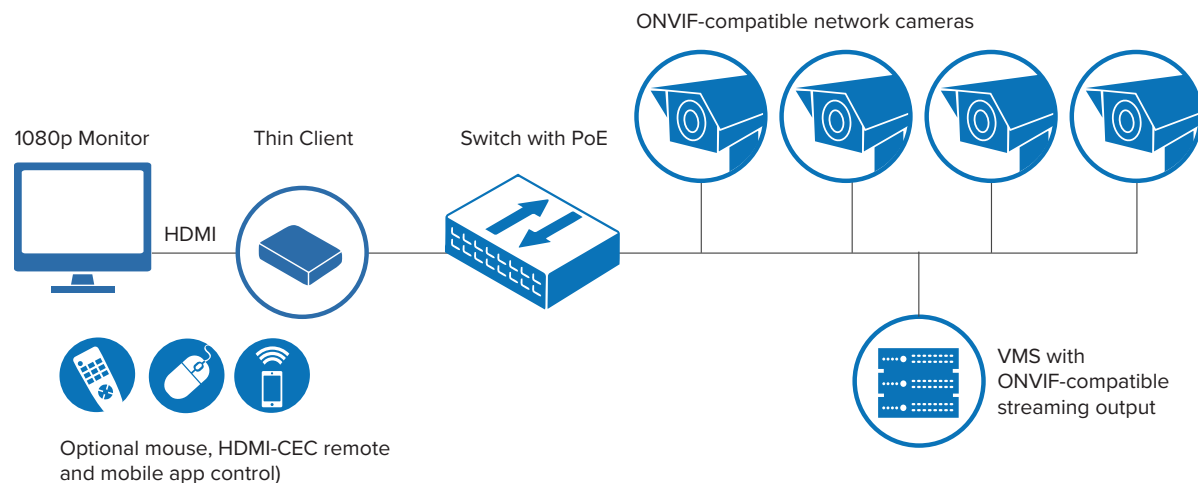 ONVIF-compatible network cameras
1080p Monitor
Thin Client
Switch with PoE
HDMI
VMS with
ONVIF-compatible
streaming output
Optional mouse, HDMI-CEC remote
and mobile app control)